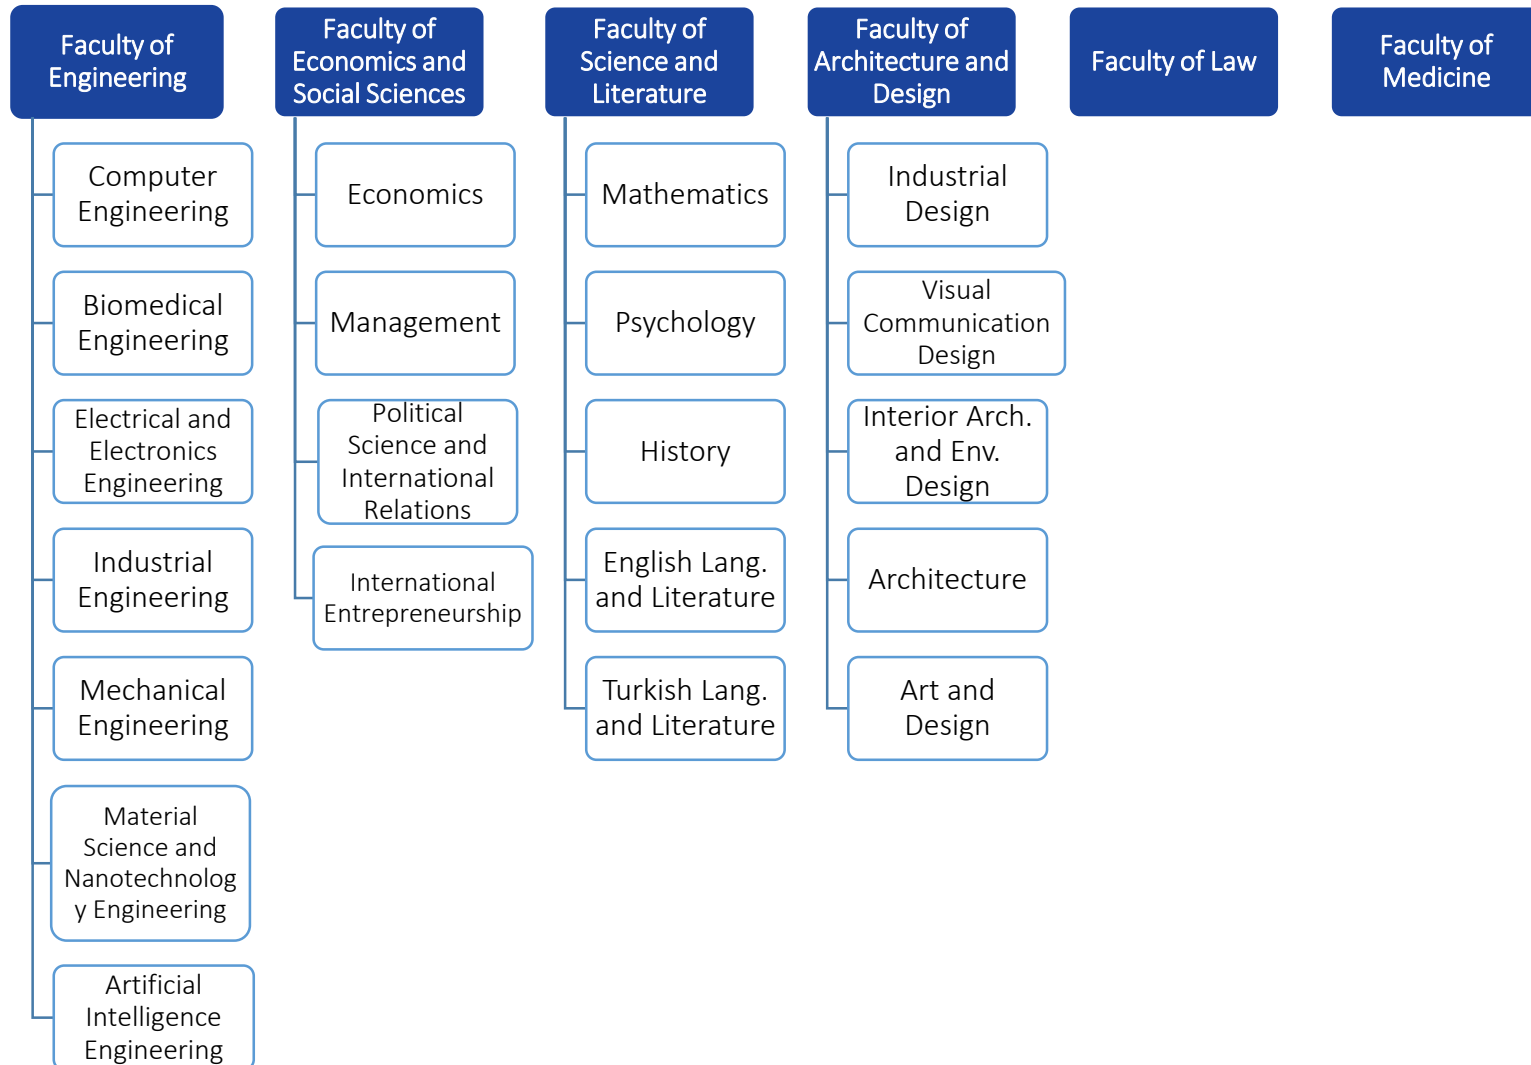 Faculty of
Engineering
Computer
Engineering
Biomedical
Engineering
Electrical and
Electronics
Engineering
Industrial
Engineering
Mechanical
Engineering
Material
Science and
Nanotechnolog
y Engineering
Artificial
Intelligence
Engineering
Faculty of
Economics and
Social Sciences
Economics
Management
Political
Science and
International
Relations
International
Entrepreneurship
Faculty of
Science and
Literature
Mathematics
Psychology
History
English Lang.
and Literature
Turkish Lang.
and Literature
Faculty of
Architecture and
Design
Industrial
Design
Visual
Communication
Design
Interior Arch.
and Env.
Design
Architecture
Art and
Design
Faculty of Law
Faculty of
Medicine